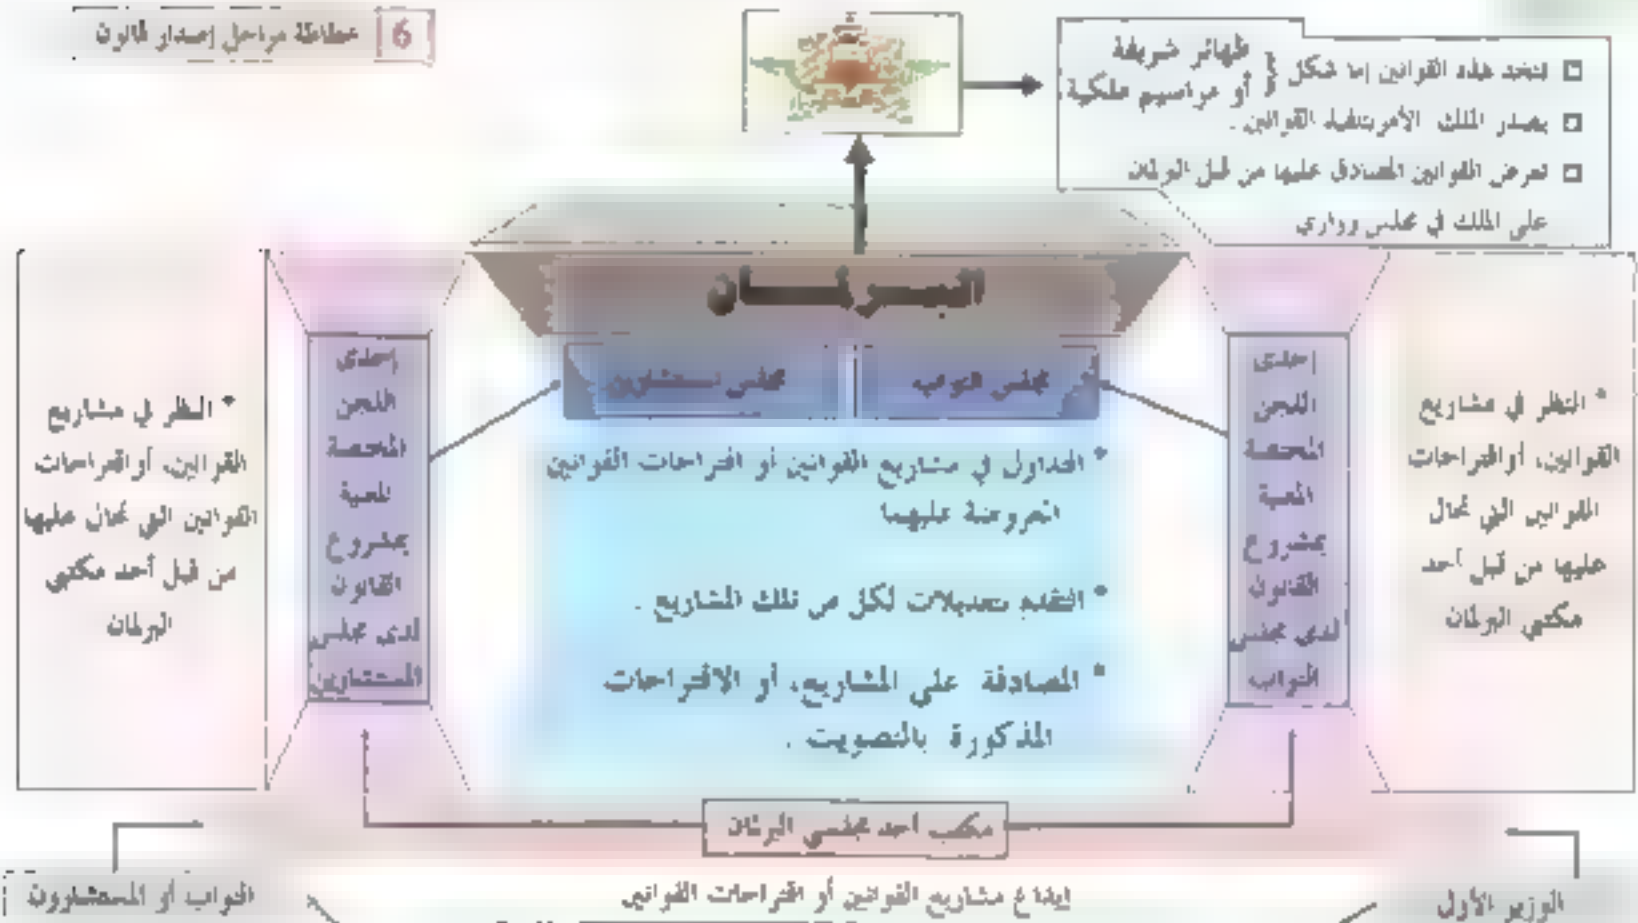 6 خطاطة مراحل إصدار قانون
تتخذ هذه القوانين إما شكل { ظهائر شريفة
أو مراسيم ملكية
يصدر الملك الأمر بتنفيذ القوانين .
تعرض القوانين المصادق عليها من قبل البرلمان
على الملك في مجلس وزاري
البـرلـمـان
مجلس النواب
مجلس المستشارين
إحدى
اللجن
المختصة
المعنية
بمشروع
القانون
لدى مجلس
النواب
* النظر في مشاريع
القوانين، أو اقتراحات
القوانين التي تحال
عليها من قبل أحد
مكتبي البرلمان
* التداول في مشاريع القوانين أو اقتراحات القوانين
المعروضة عليهما
* التقدم بتعديلات لكل من تلك المشاريع .
* المصادقة على المشاريع، أو الاقتراحات
المذكورة بالتصويت .
إحدى
اللجن
المختصة
المعنية
بمشروع
القانون
لدى مجلس
المستشارين
* النظر في مشاريع
القوانين، أو اقتراحات
القوانين التي تحال عليها
من قبل أحد مكتبي
البرلمان
مكتب أحد مجلسي البرلمان
الوزير الأول
إيداع مشاريع القوانين أو اقتراحات القوانين
النواب أو المستشارون